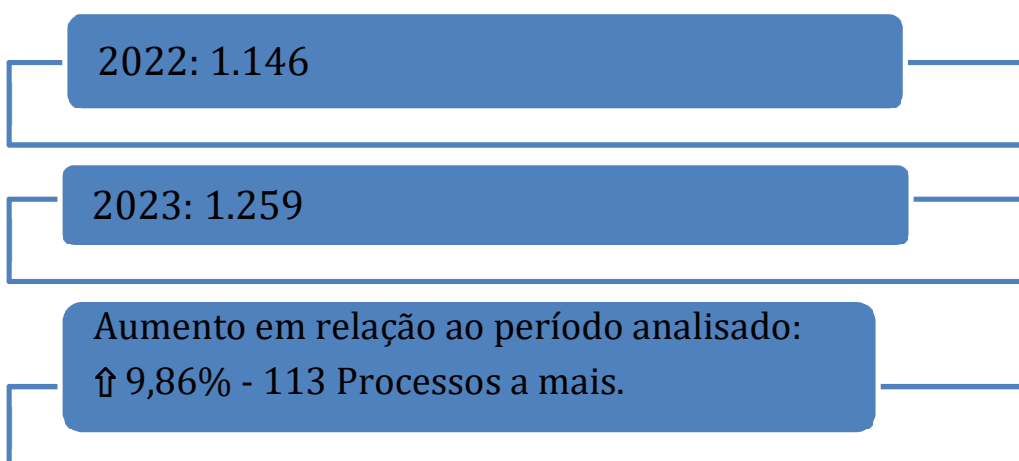 2022: 1.146
2023: 1.259
Aumento em relação ao período analisado:
⇧ 9,86% - 113 Processos a mais.